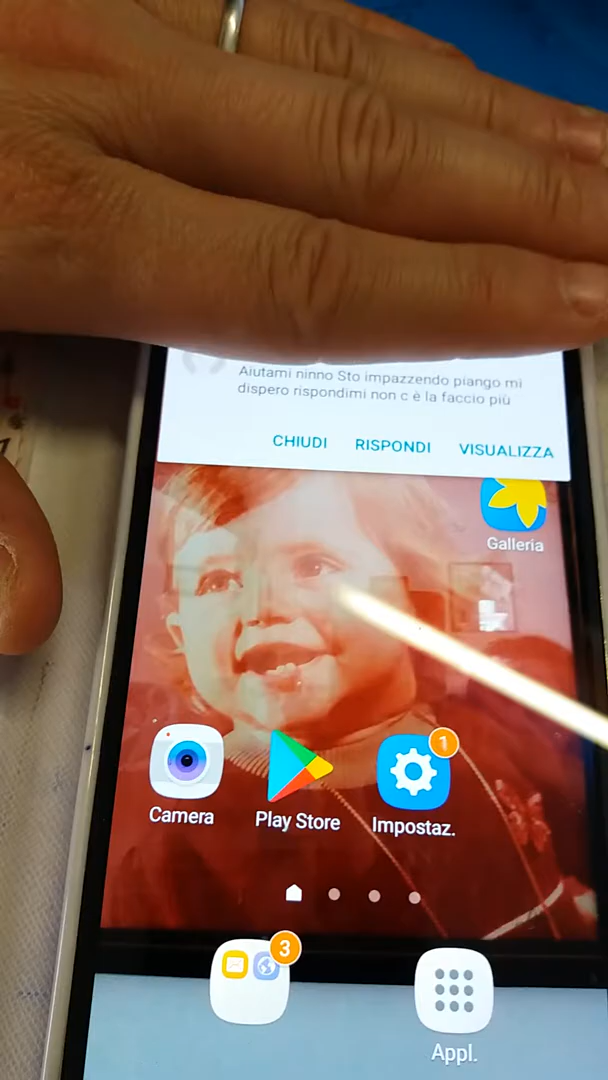 Aiutami ninno Sto impazzendo piango mi
dispero rispondimi non c è la faccio più
CHIUDI RISPONDI VISUALIZZA
Galleria
1
Camera Play Store Impostaz.
3
Appl.